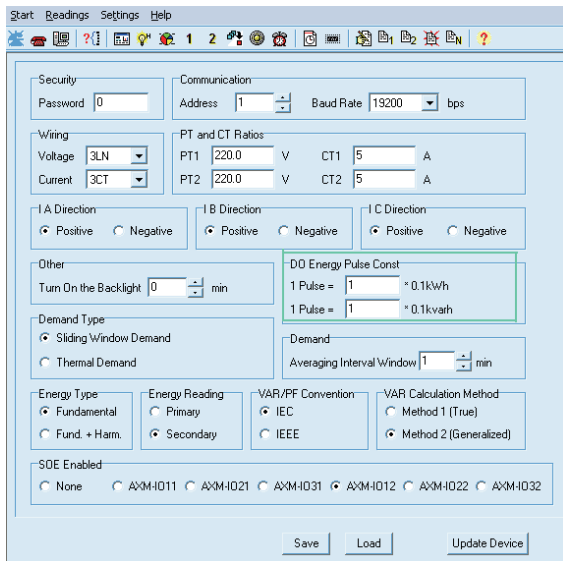 Start Readings Settings Help
?{} 1 2 1 2 N ?
Security
Password 0
Communication
Address 1 Baud Rate 19200 bps
Wiring
Voltage 3LN
Current 3CT
PT and CT Ratios
PT1 220.0 V CT1 5 A
PT2 220.0 V CT2 5 A
I A Direction
Positive Negative
I B Direction
Positive Negative
I C Direction
Positive Negative
Other
Turn On the Backlight 0 min
DO Energy Pulse Const
1 Pulse = 1 * 0.1kWh
1 Pulse = 1 * 0.1kvarh
Demand Type
Sliding Window Demand
Thermal Demand
Demand
Averaging Interval Window 1 min
Energy Type
Fundamental
Fund. + Harm.
Energy Reading
Primary
Secondary
VAR/PF Convention
IEC
IEEE
VAR Calculation Method
Method 1 (True)
Method 2 (Generalized)
SOE Enabled
None AXM-IO11 AXM-IO21 AXM-IO31 AXM-IO12 AXM-IO22 AXM-IO32
Save Load Update Device